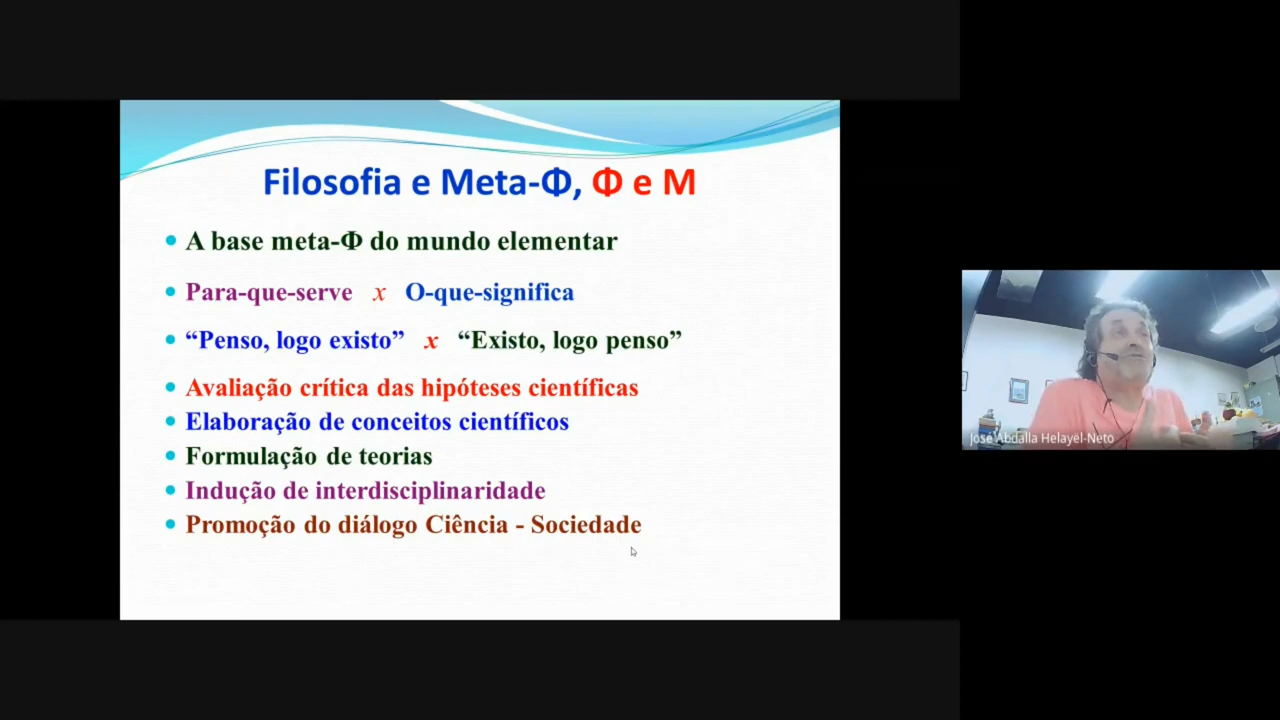 Filosofia e Meta-Φ, Φ e M
A base meta-Φ do mundo elementar
Para-que-serve x O-que-significa
“Penso, logo existo” x “Existo, logo penso”
Avaliação crítica das hipóteses científicas
Elaboração de conceitos científicos
Formulação de teorias
Indução de interdisciplinaridade
Promoção do diálogo Ciência - Sociedade
José Abdalla Helayël-Neto